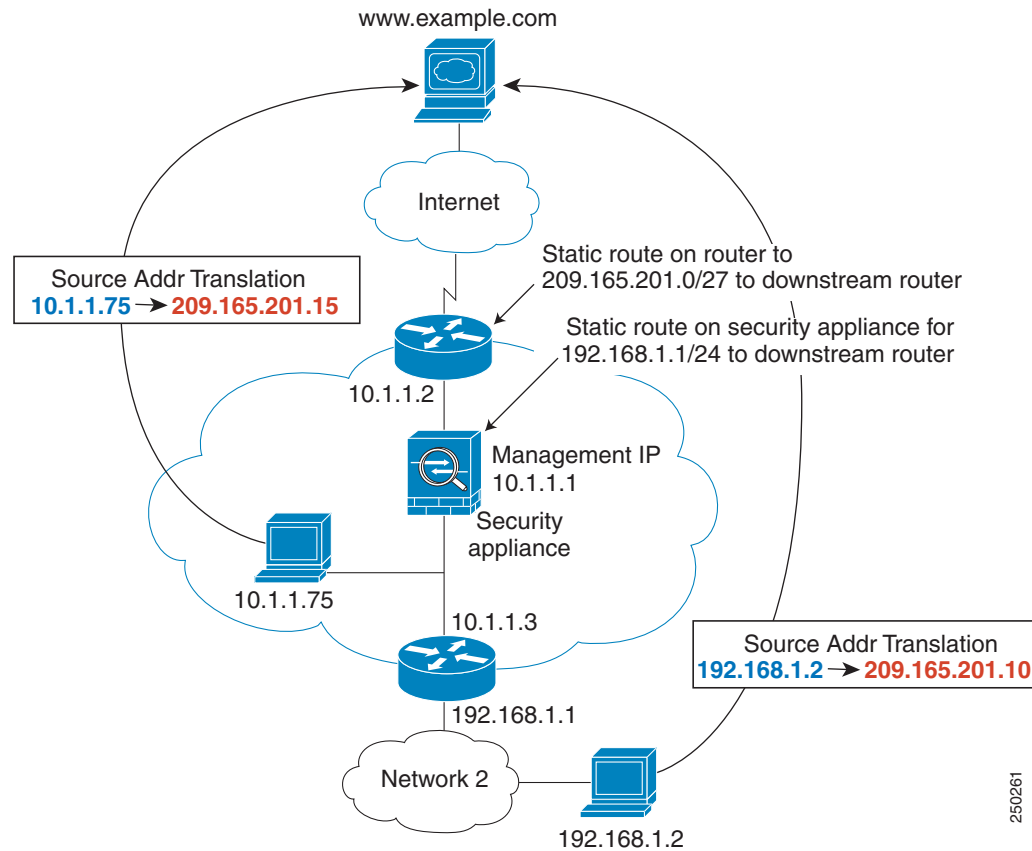 www.example.com
Internet
Static route on router to
209.165.201.0/27 to downstream router
Source Addr Translation
10.1.1.75 209.165.201.15
Static route on security appliance for
192.168.1.1/24 to downstream router
10.1.1.2
Management IP
10.1.1.1
Security
appliance
10.1.1.75
10.1.1.3
Source Addr Translation
192.168.1.2 209.165.201.10
192.168.1.1
Network 2
192.168.1.2
250261